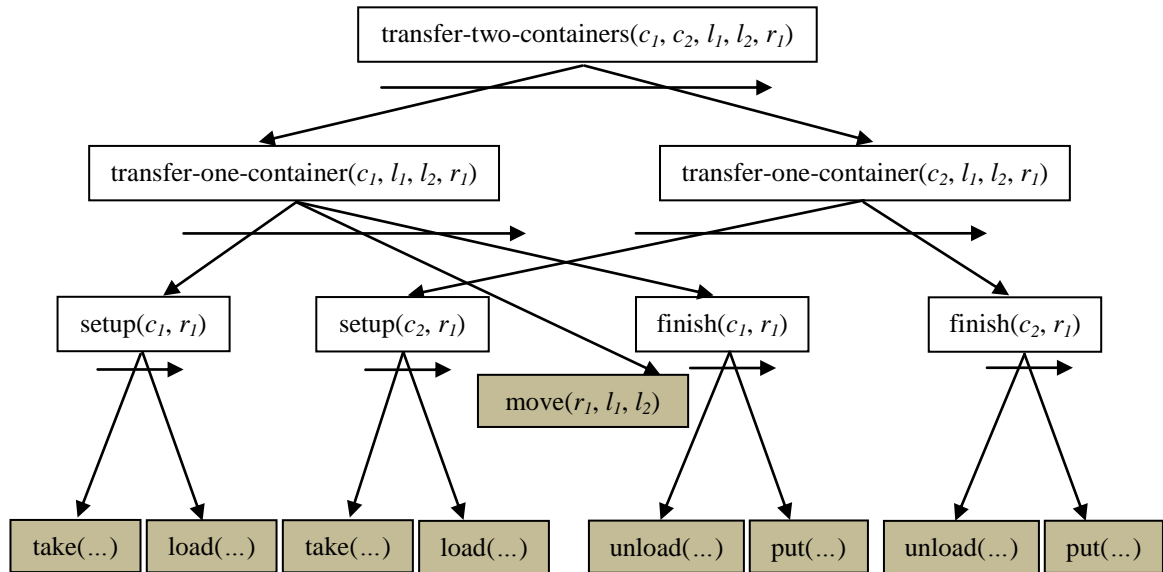 transfer-two-containers(c1, c2, l1, l2, r1)
transfer-one-container(c1, l1, l2, r1)
transfer-one-container(c2, l1, l2, r1)
setup(c1, r1)
setup(c2, r1)
finish(c1, r1)
finish(c2, r1)
move(r1, l1, l2)
take(...)
load(...)
take(...)
load(...)
unload(...)
put(...)
unload(...)
put(...)